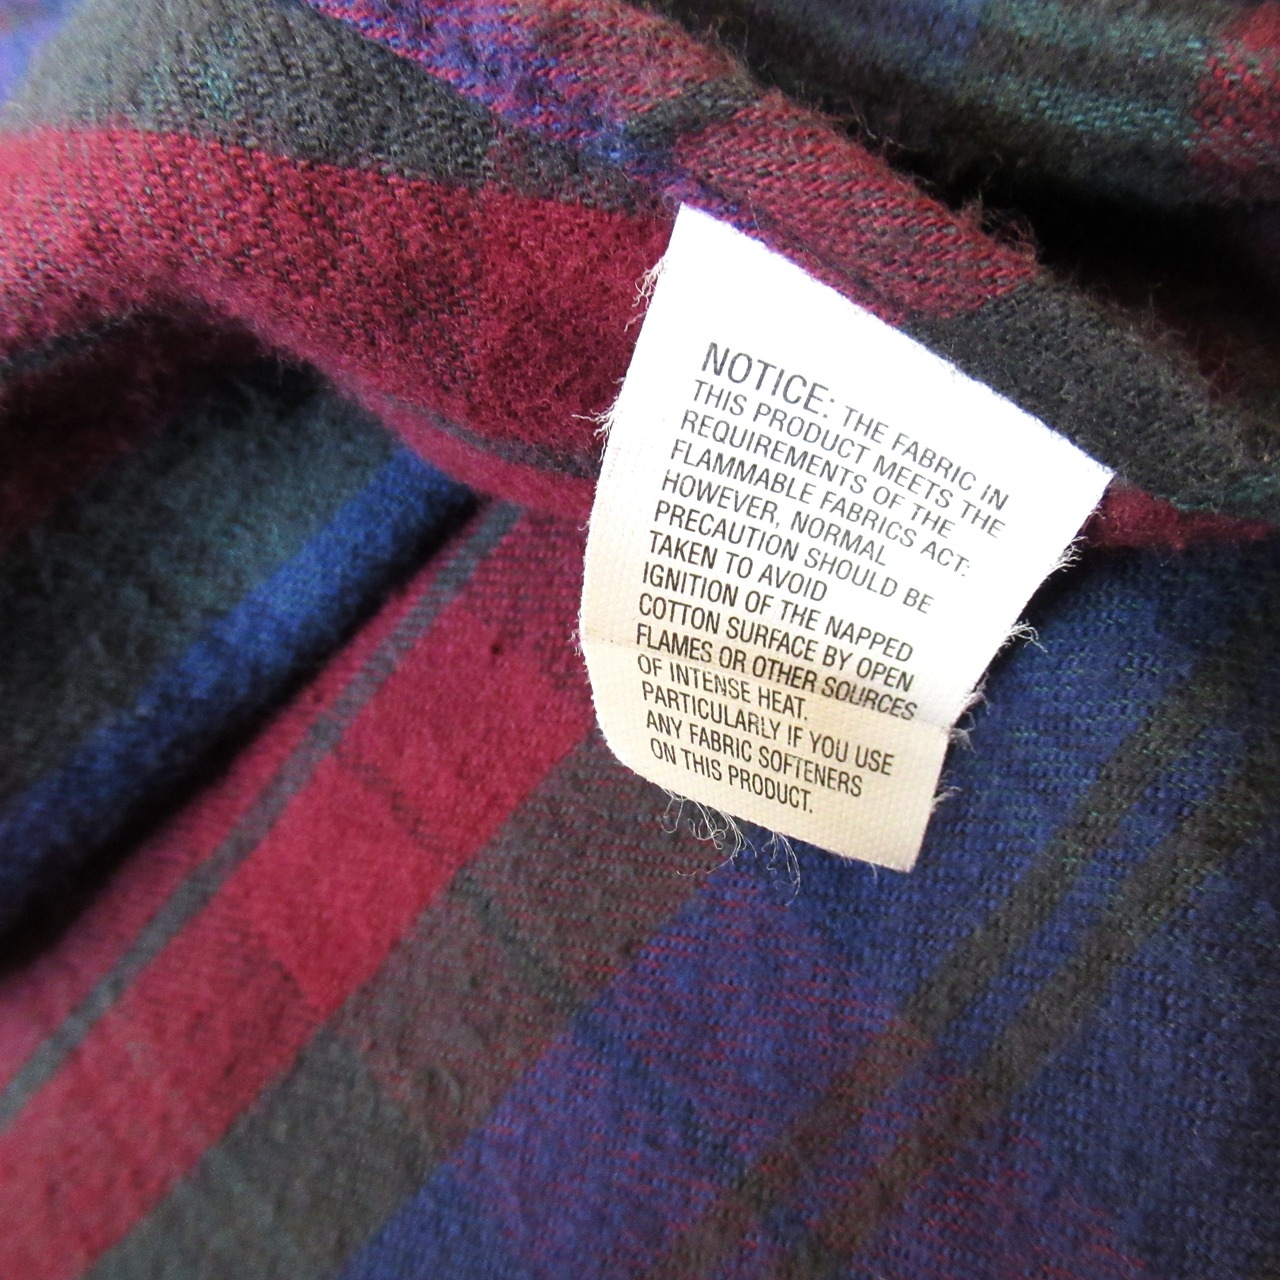 NOTICE: THE FABRIC IN
THIS PRODUCT MEETS THE
REQUIREMENTS OF THE
FLAMMABLE FABRICS ACT.
HOWEVER, NORMAL
PRECAUTION SHOULD BE
TAKEN TO AVOID
IGNITION OF THE NAPPED
COTTON SURFACE BY OPEN
FLAMES OR OTHER SOURCES
OF INTENSE HEAT.
PARTICULARLY IF YOU USE
ANY FABRIC SOFTENERS
ON THIS PRODUCT.